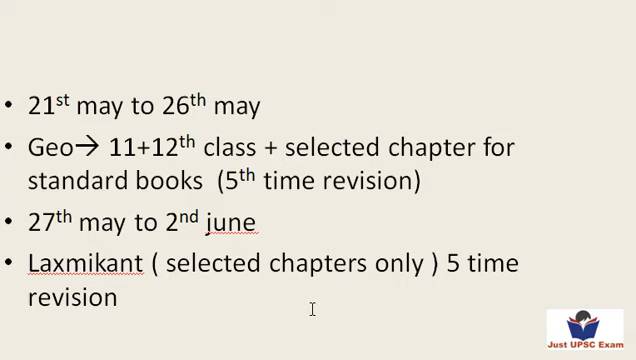 • 21st may to 26th may
• Geo→ 11+12th class + selected chapter for
standard books (5th time revision)
• 27th may to 2nd june
• Laxmikant ( selected chapters only ) 5 time
revision
Just UPSC Exam